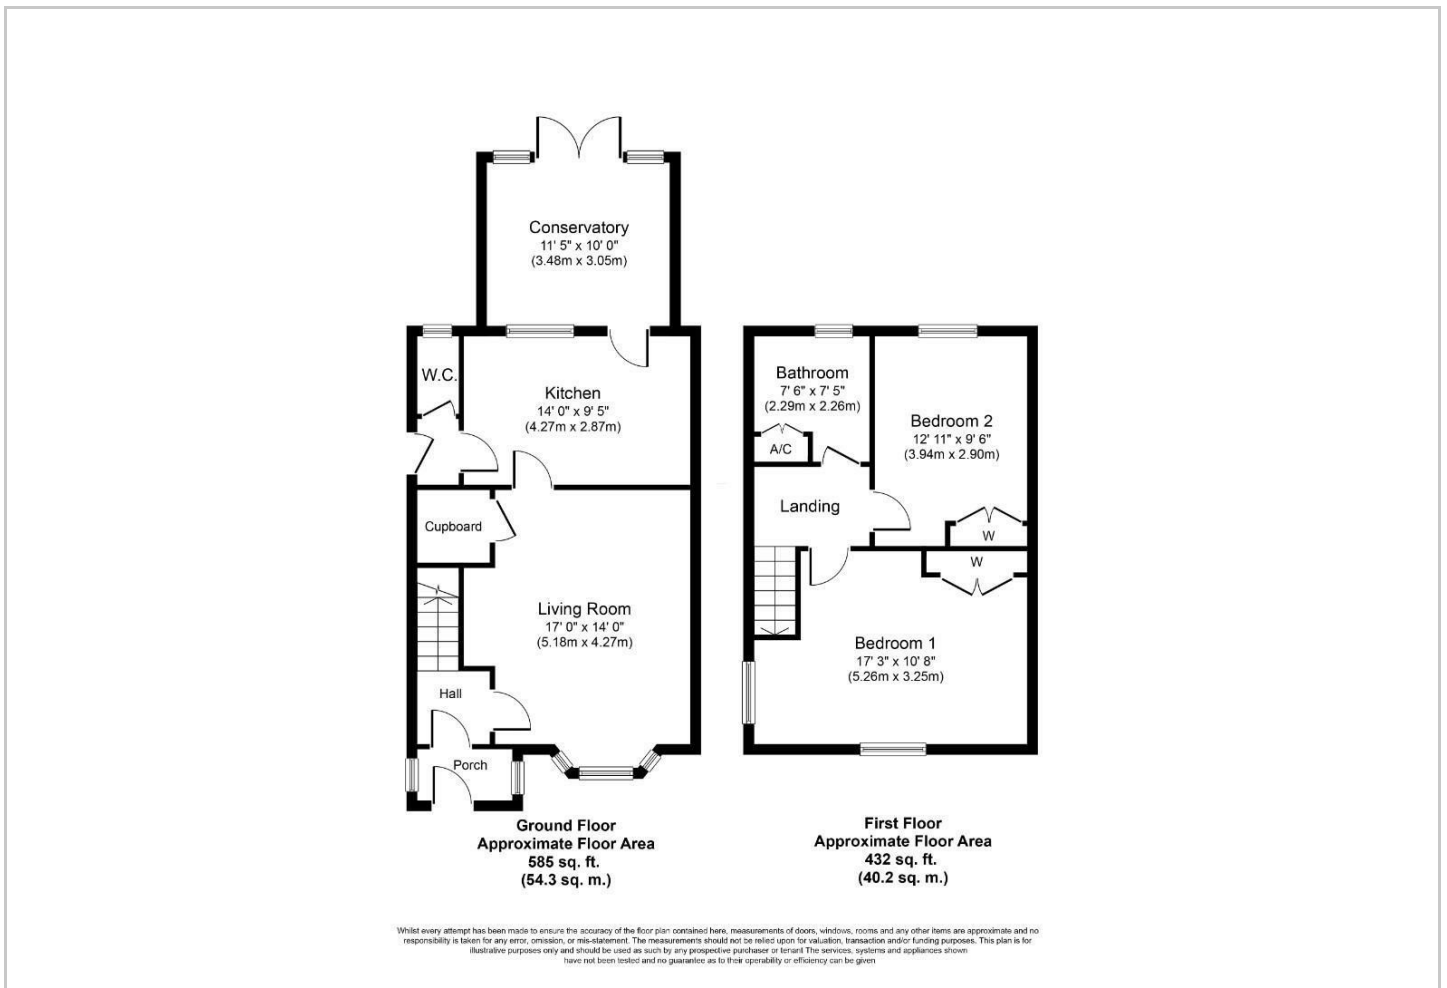 Conservatory
11' 5" x 10' 0"
(3.48m x 3.05m)
W.C.
Kitchen
14' 0" x 9' 5"
(4.27m x 2.87m)
Cupboard
Living Room
17' 0" x 14' 0"
(5.18m x 4.27m)
Hall
Porch
Ground Floor
Approximate Floor Area
585 sq. ft.
(54.3 sq. m.)
Bathroom
7' 6" x 7' 5"
(2.29m x 2.26m)
A/C
Bedroom 2
12' 11" x 9' 6"
(3.94m x 2.90m)
Landing
W
W
Bedroom 1
17' 3" x 10' 8"
(5.26m x 3.25m)
First Floor
Approximate Floor Area
432 sq. ft.
(40.2 sq. m.)
Whilst every attempt has been made to ensure the accuracy of the floor plan contained here, measurements of doors, windows, rooms and any other items are approximate and no
responsibility is taken for any error, omission, or mis-statement. The measurements should not be relied upon for valuation, transaction and/or funding purposes. This plan is for
illustrative purposes only and should be used as such by any prospective purchaser or tenant The services, systems and appliances shown
have not been tested and no guarantee as to their operability or efficiency can be given